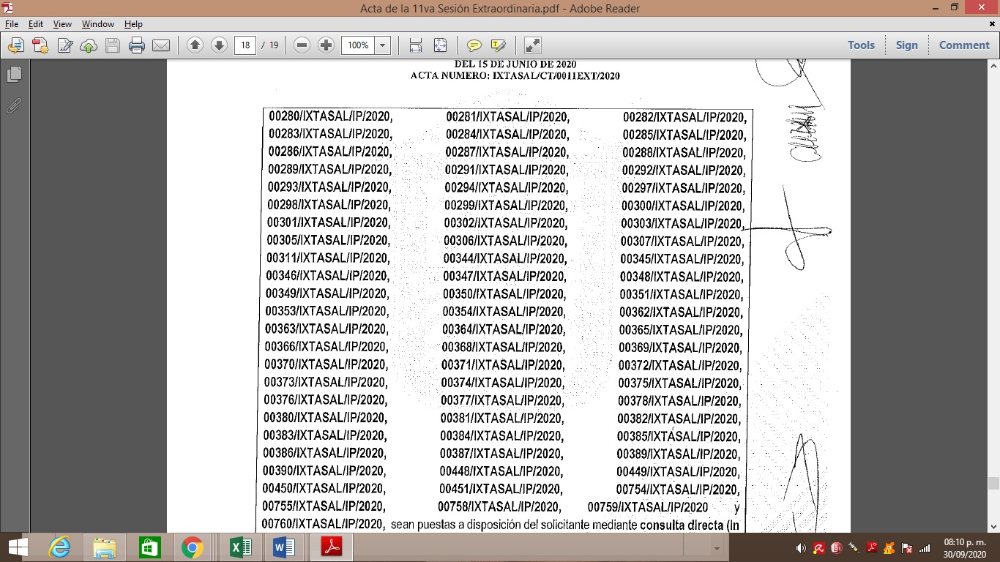 Acta de la 11va Sesión Extraordinaria.pdf - Adobe Reader
File Edit View Window Help
18 / 19 100% Tools Sign Comment
DEL 15 DE JUNIO DE 2020
ACTA NUMERO: IXTASAL/CT/0011EXT/2020
00280/IXTASAL/IP/2020, 00281/IXTASAL/IP/2020, 00282/IXTASAL/IP/2020,
00283/IXTASAL/IP/2020, 00284/IXTASAL/IP/2020, 00285/IXTASAL/IP/2020,
00286/IXTASAL/IP/2020, 00287/IXTASAL/IP/2020, 00288/IXTASAL/IP/2020,
00289/IXTASAL/IP/2020, 00291/IXTASAL/IP/2020, 00292/IXTASAL/IP/2020,
00293/IXTASAL/IP/2020, 00294/IXTASAL/IP/2020, 00297/IXTASAL/IP/2020,
00298/IXTASAL/IP/2020, 00299/IXTASAL/IP/2020, 00300/IXTASAL/IP/2020,
00301/IXTASAL/IP/2020, 00302/IXTASAL/IP/2020, 00303/IXTASAL/IP/2020,
00305/IXTASAL/IP/2020, 00306/IXTASAL/IP/2020, 00307/IXTASAL/IP/2020,
00311/IXTASAL/IP/2020, 00344/IXTASAL/IP/2020, 00345/IXTASAL/IP/2020,
00346/IXTASAL/IP/2020, 00347/IXTASAL/IP/2020, 00348/IXTASAL/IP/2020,
00349/IXTASAL/IP/2020, 00350/IXTASAL/IP/2020, 00351/IXTASAL/IP/2020,
00353/IXTASAL/IP/2020, 00354/IXTASAL/IP/2020, 00362/IXTASAL/IP/2020,
00363/IXTASAL/IP/2020, 00364/IXTASAL/IP/2020, 00365/IXTASAL/IP/2020,
00366/IXTASAL/IP/2020, 00368/IXTASAL/IP/2020, 00369/IXTASAL/IP/2020,
00370/IXTASAL/IP/2020, 00371/IXTASAL/IP/2020, 00372/IXTASAL/IP/2020,
00373/IXTASAL/IP/2020, 00374/IXTASAL/IP/2020, 00375/IXTASAL/IP/2020,
00376/IXTASAL/IP/2020, 00377/IXTASAL/IP/2020, 00378/IXTASAL/IP/2020,
00380/IXTASAL/IP/2020, 00381/IXTASAL/IP/2020, 00382/IXTASAL/IP/2020,
00383/IXTASAL/IP/2020, 00384/IXTASAL/IP/2020, 00385/IXTASAL/IP/2020,
00386/IXTASAL/IP/2020, 00387/IXTASAL/IP/2020, 00389/IXTASAL/IP/2020,
00390/IXTASAL/IP/2020, 00448/IXTASAL/IP/2020, 00449/IXTASAL/IP/2020,
00450/IXTASAL/IP/2020, 00451/IXTASAL/IP/2020, 00754/IXTASAL/IP/2020,
00755/IXTASAL/IP/2020, 00758/IXTASAL/IP/2020, 00759/IXTASAL/IP/2020 y
00760/IXTASAL/IP/2020, sean puestas a disposición del solicitante mediante consulta directa (in
08:10 p. m.
30/09/2020